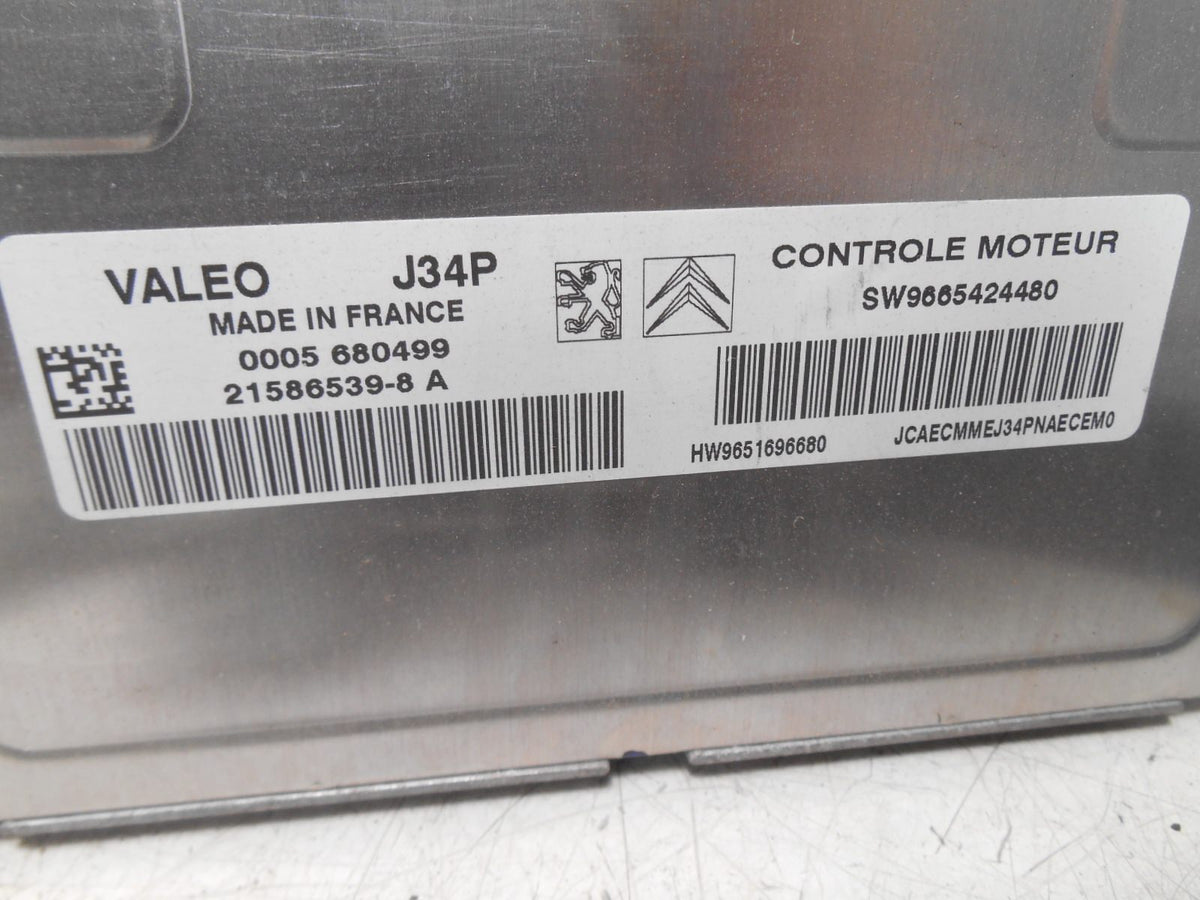 VALEO J34P
MADE IN FRANCE
0005 680499
21586539-8 A
CONTROLE MOTEUR
SW9665424480
HW9651696680
JCAECMMEJ34PNAECEM0